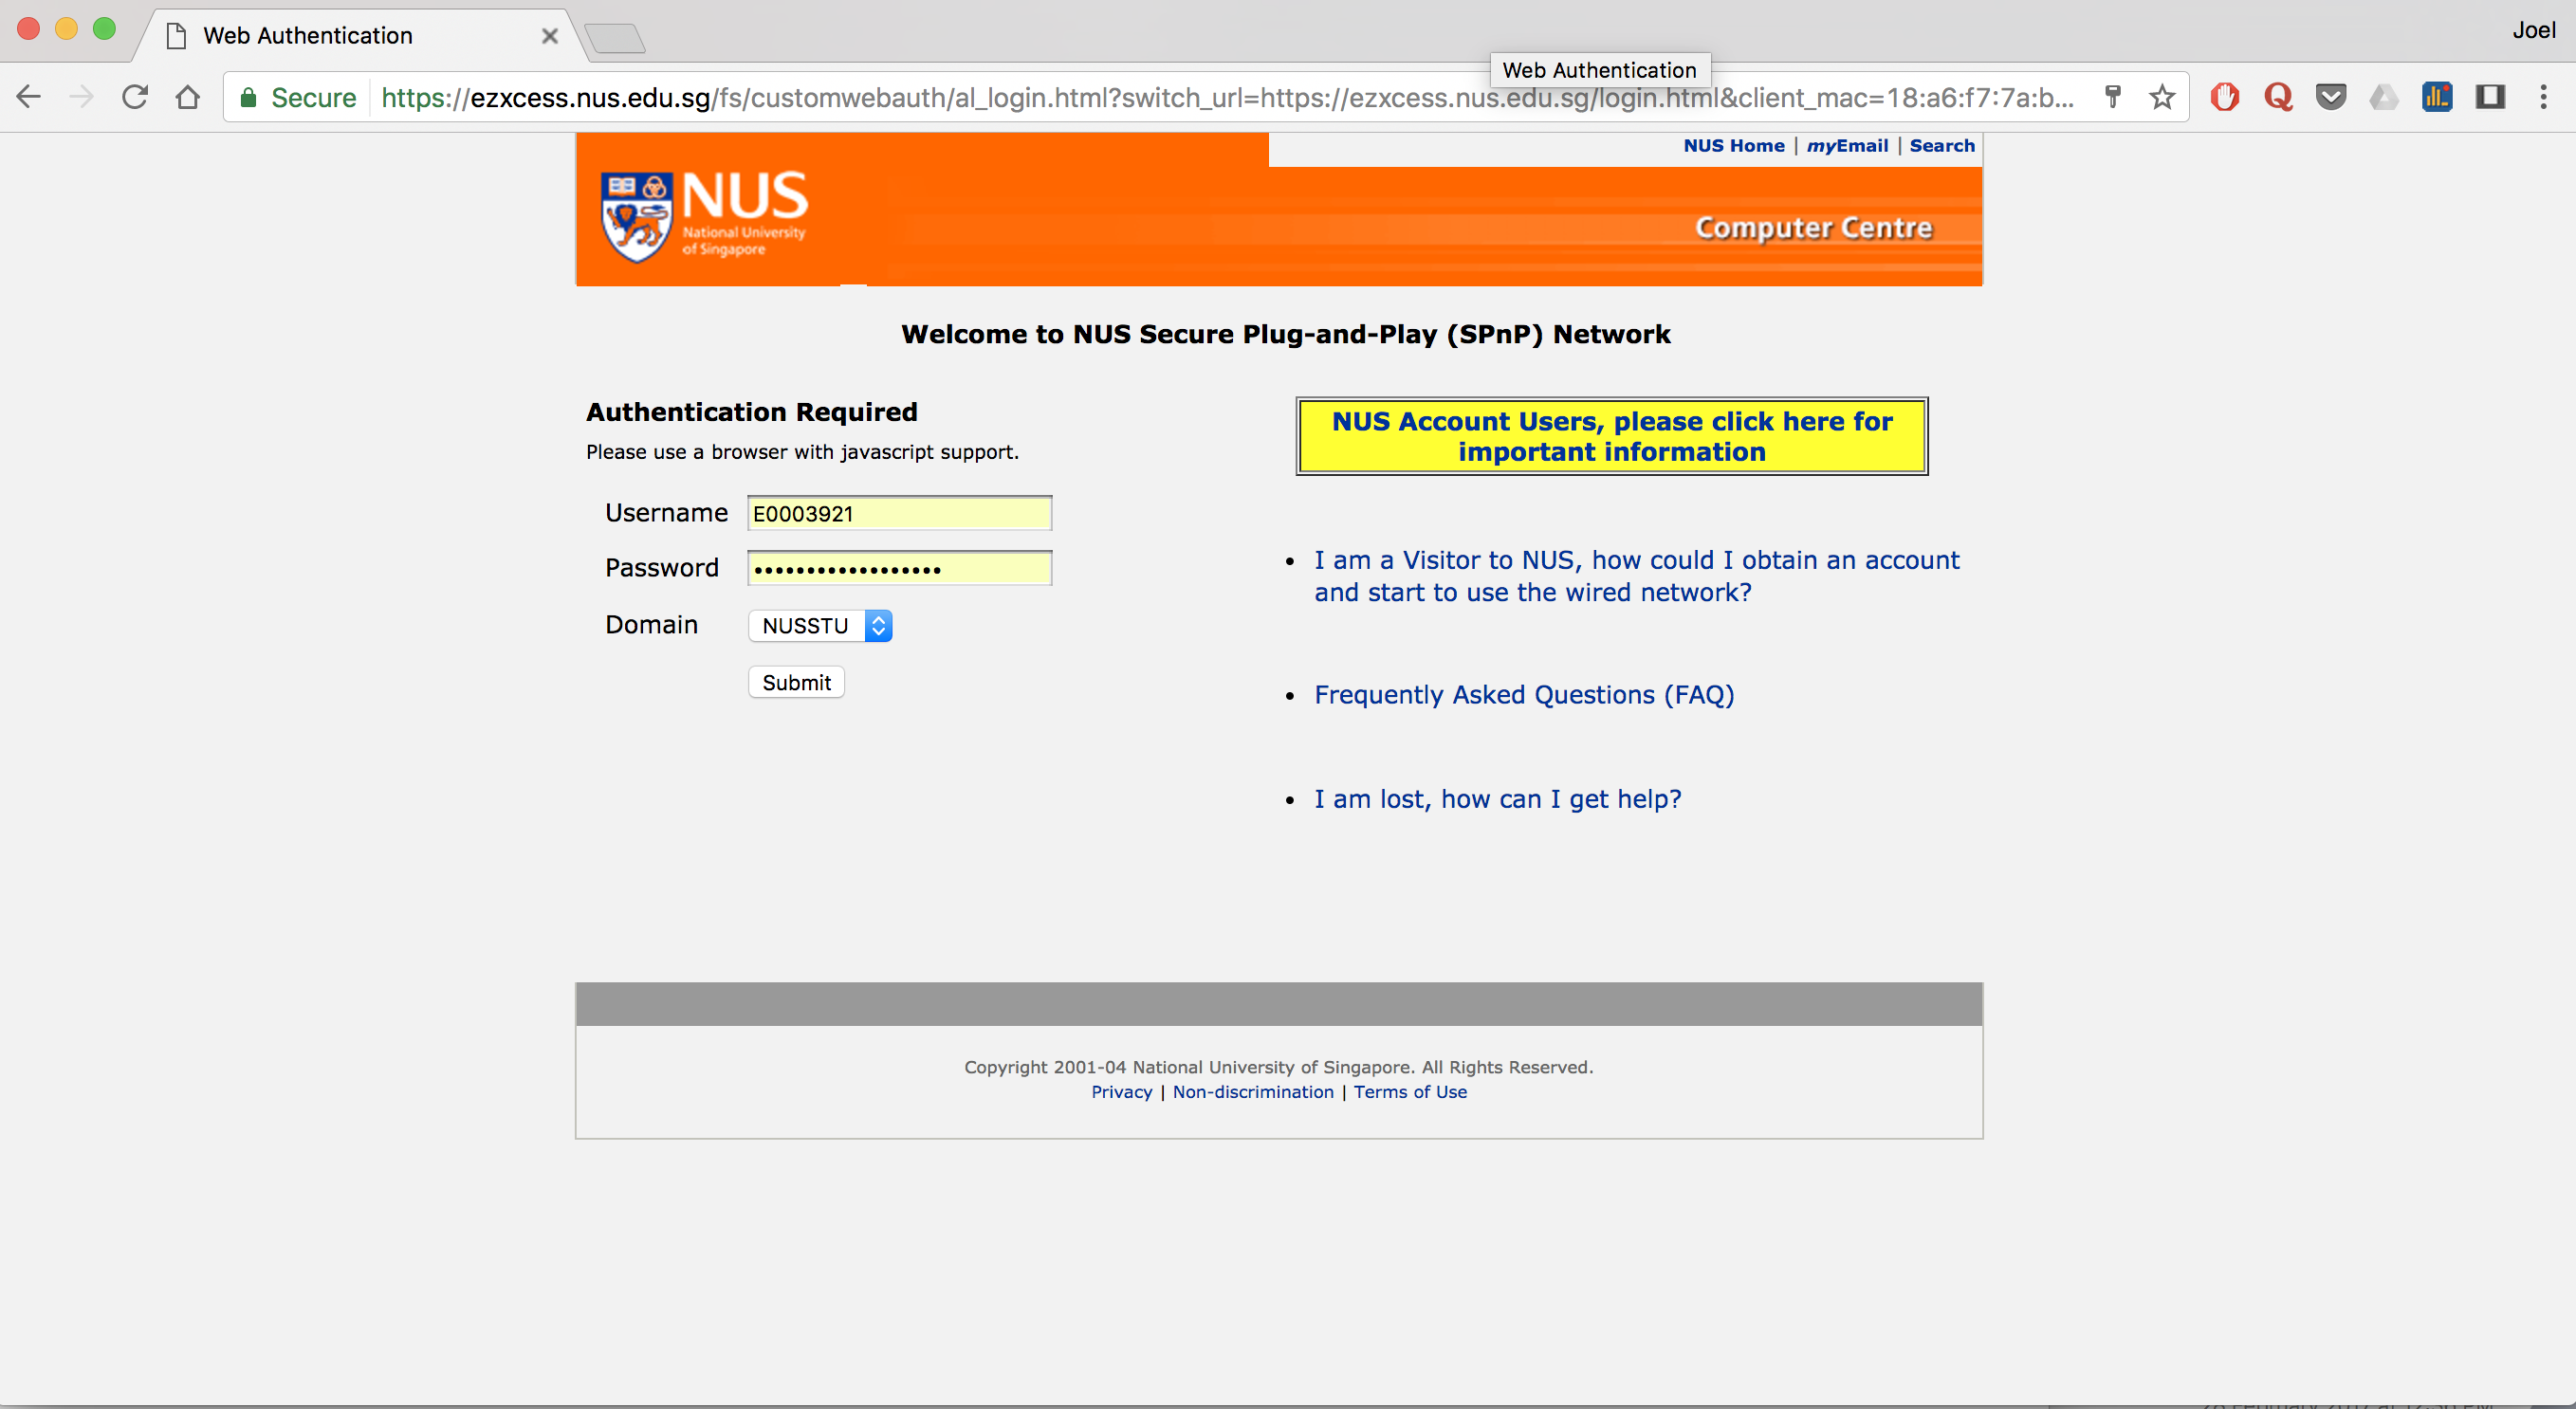 Web Authentication
Joel
Web Authentication
Secure
https://ezxcess.nus.edu.sg/fs/customwebauth/al_login.html?switch_url=https://ezxcess.nus.edu.sg/login.html&client_mac=18:a6:f7:7a:b...
NUS Home | myEmail | Search
NUS
National University
of Singapore
Computer Centre
Welcome to NUS Secure Plug-and-Play (SPnP) Network
Authentication Required
Please use a browser with javascript support.
Username E0003921
Password ••••••••••••••••••
Domain NUSSTU
Submit
NUS Account Users, please click here for
important information
• I am a Visitor to NUS, how could I obtain an account
and start to use the wired network?
• Frequently Asked Questions (FAQ)
• I am lost, how can I get help?
Copyright 2001-04 National University of Singapore. All Rights Reserved.
Privacy | Non-discrimination | Terms of Use